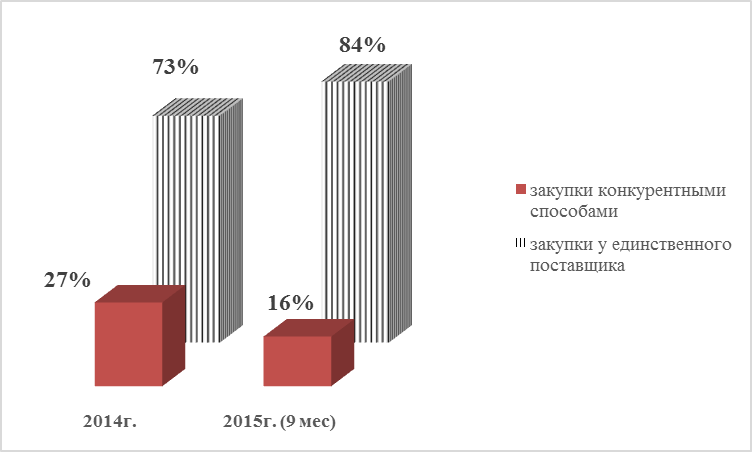 84%
73%
27%
16%
закупки конкурентными
способами
закупки у единственного
поставщика
2014г.
2015г. (9 мес)